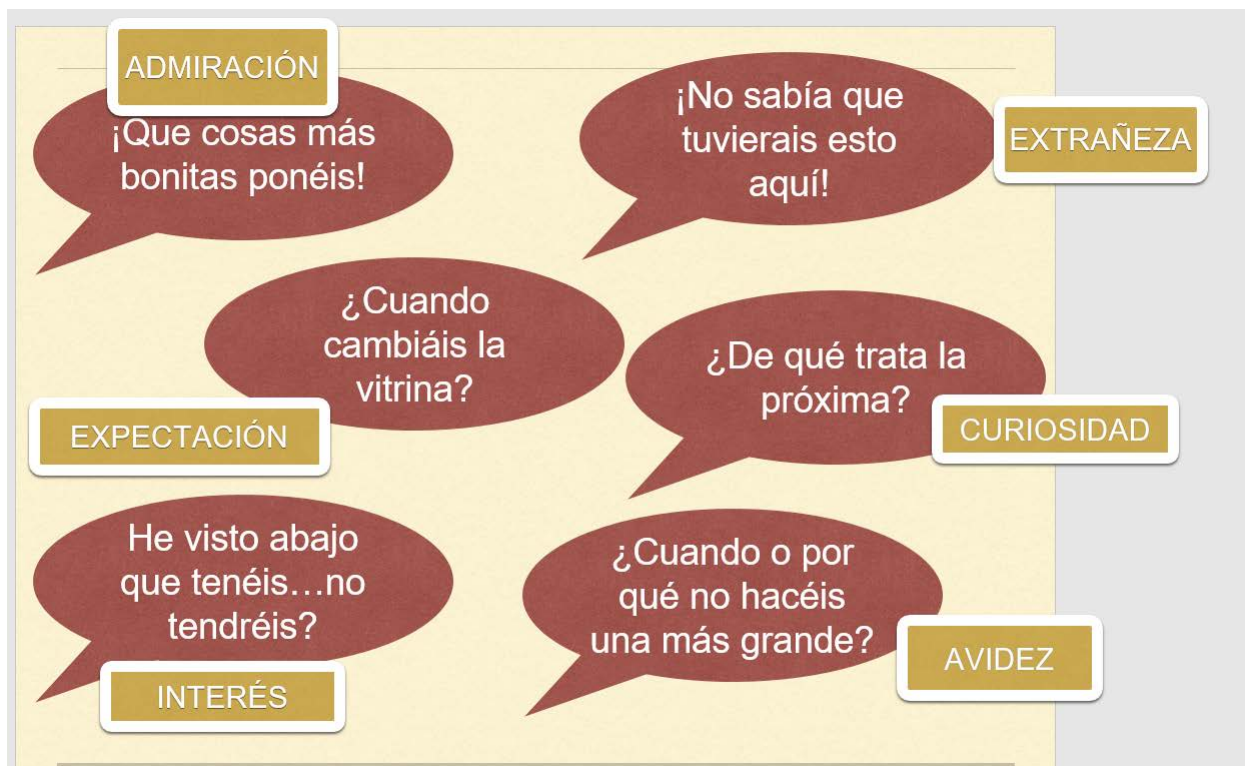 ADMIRACIÓN
¡Que cosas más
bonitas ponéis!
¡No sabía que
tuvierais esto
aquí!
EXTRAÑEZA
¿Cuando
cambiáis la
vitrina?
EXPECTACIÓN
¿De qué trata la
próxima?
CURIOSIDAD
He visto abajo
que tenéis...no
tendréis?
INTERÉS
¿Cuando o por
qué no hacéis
una más grande?
AVIDEZ